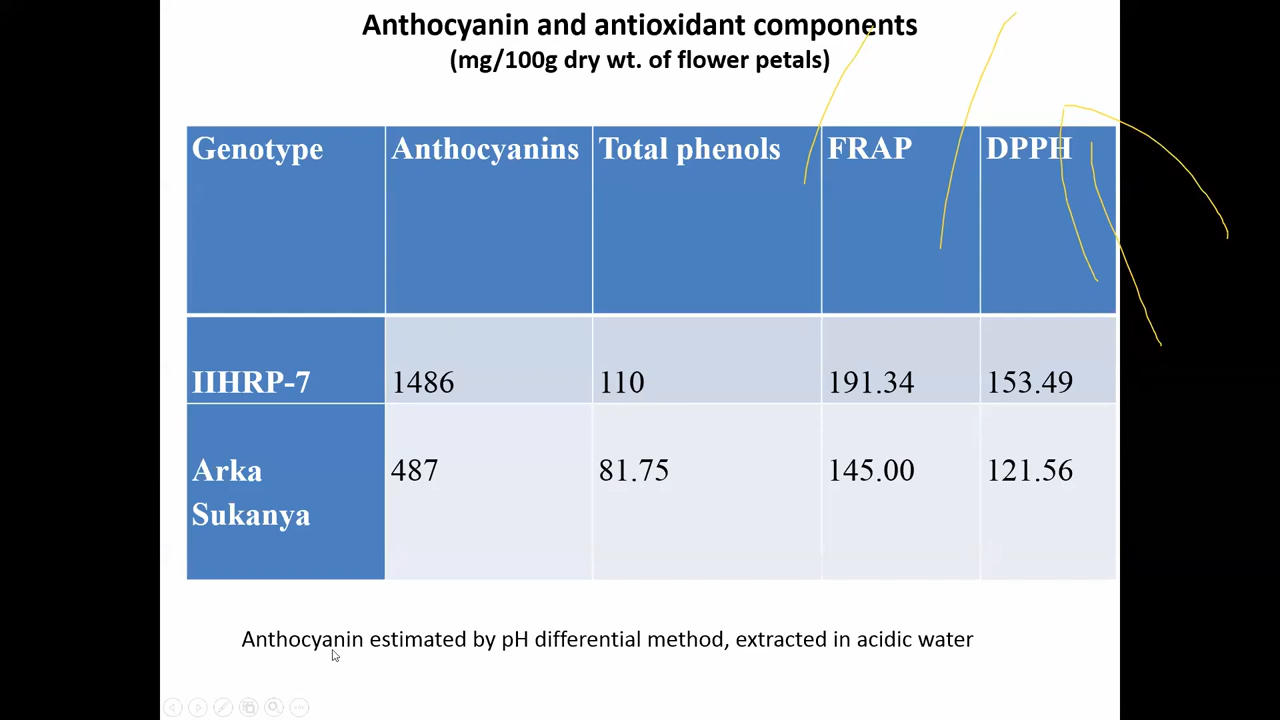 Anthocyanin and antioxidant components
(mg/100g dry wt. of flower petals)
Genotype Anthocyanins Total phenols FRAP DPPH
IIHRP-7 1486 110 191.34 153.49
Arka Sukanya 487 81.75 145.00 121.56
Anthocyanin estimated by pH differential method, extracted in acidic water